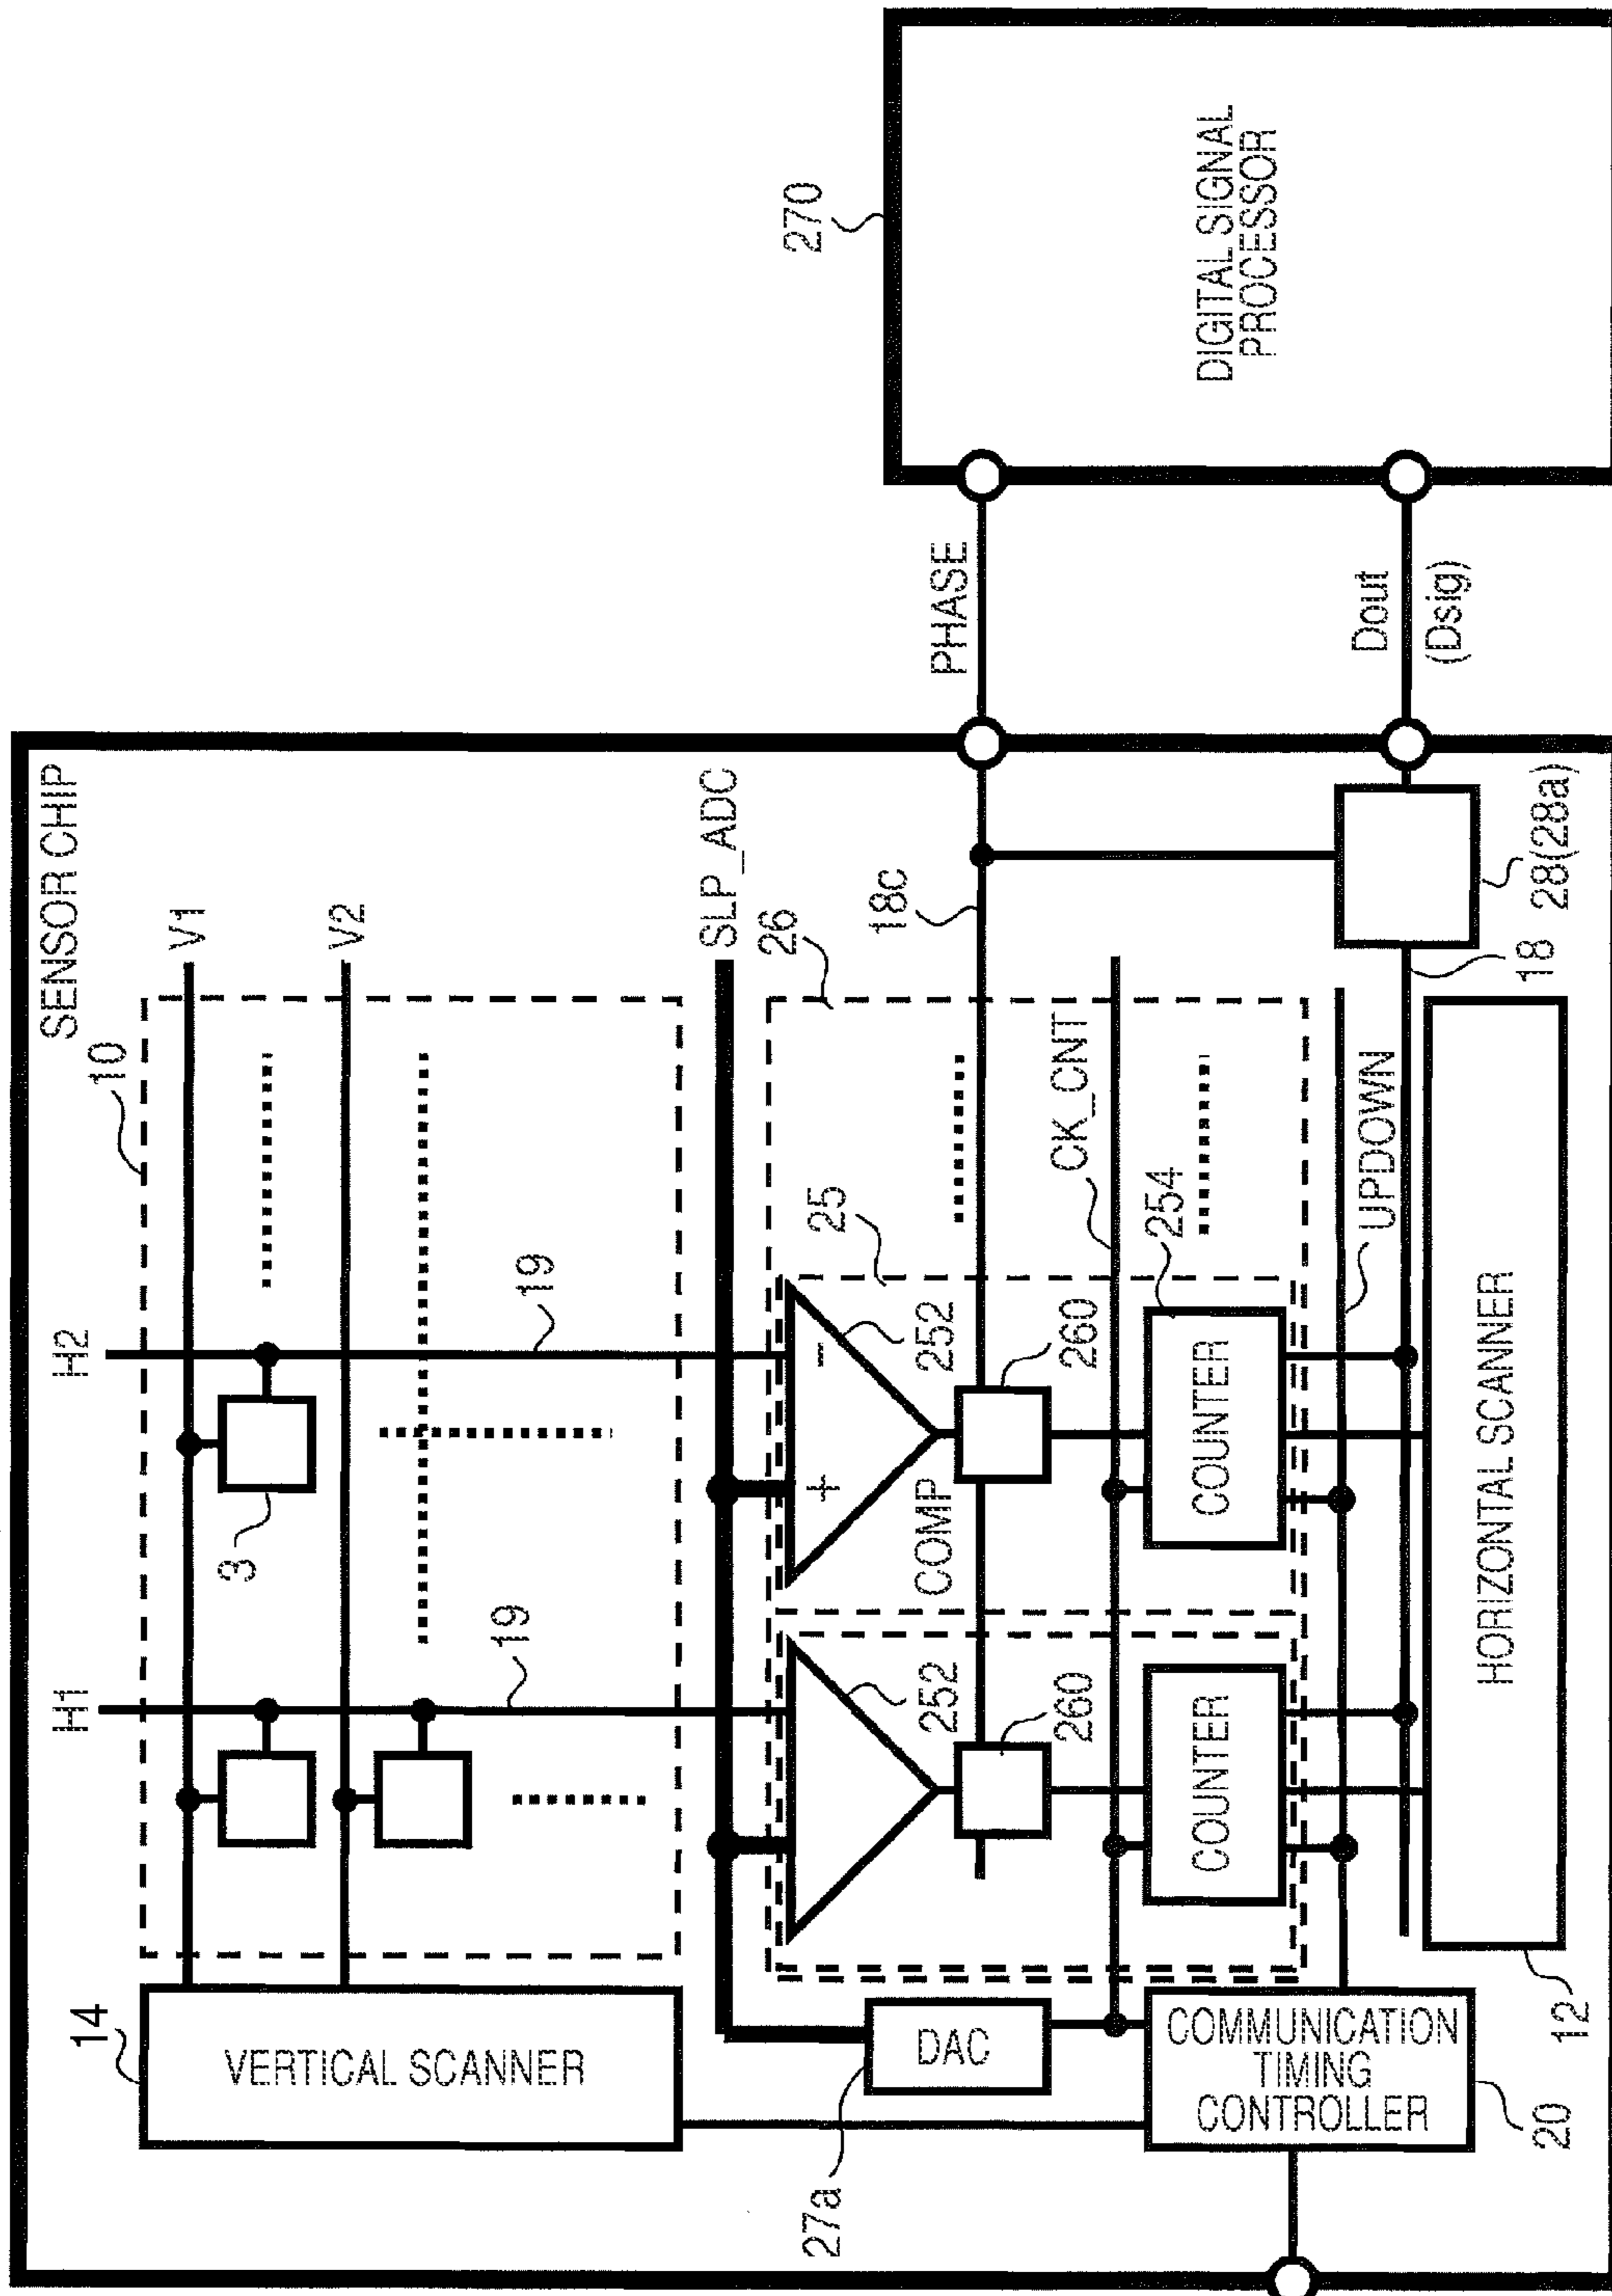 SENSOR CHIP
H1
H2
10
V1
V2
14
VERTICAL SCANNER
3
19
19
SLP_ADC
26
25
+
-
252
252
COMP
18c
PHASE
270
DIGITAL SIGNAL
PROCESSOR
27a
DAC
260
260
CK_CNT
254
COUNTER
COUNTER
COMMUNICATION
TIMING
CONTROLLER
20
UPDOWN
18
28(28a)
Dout
(Dsig)
HORIZONTAL SCANNER
12